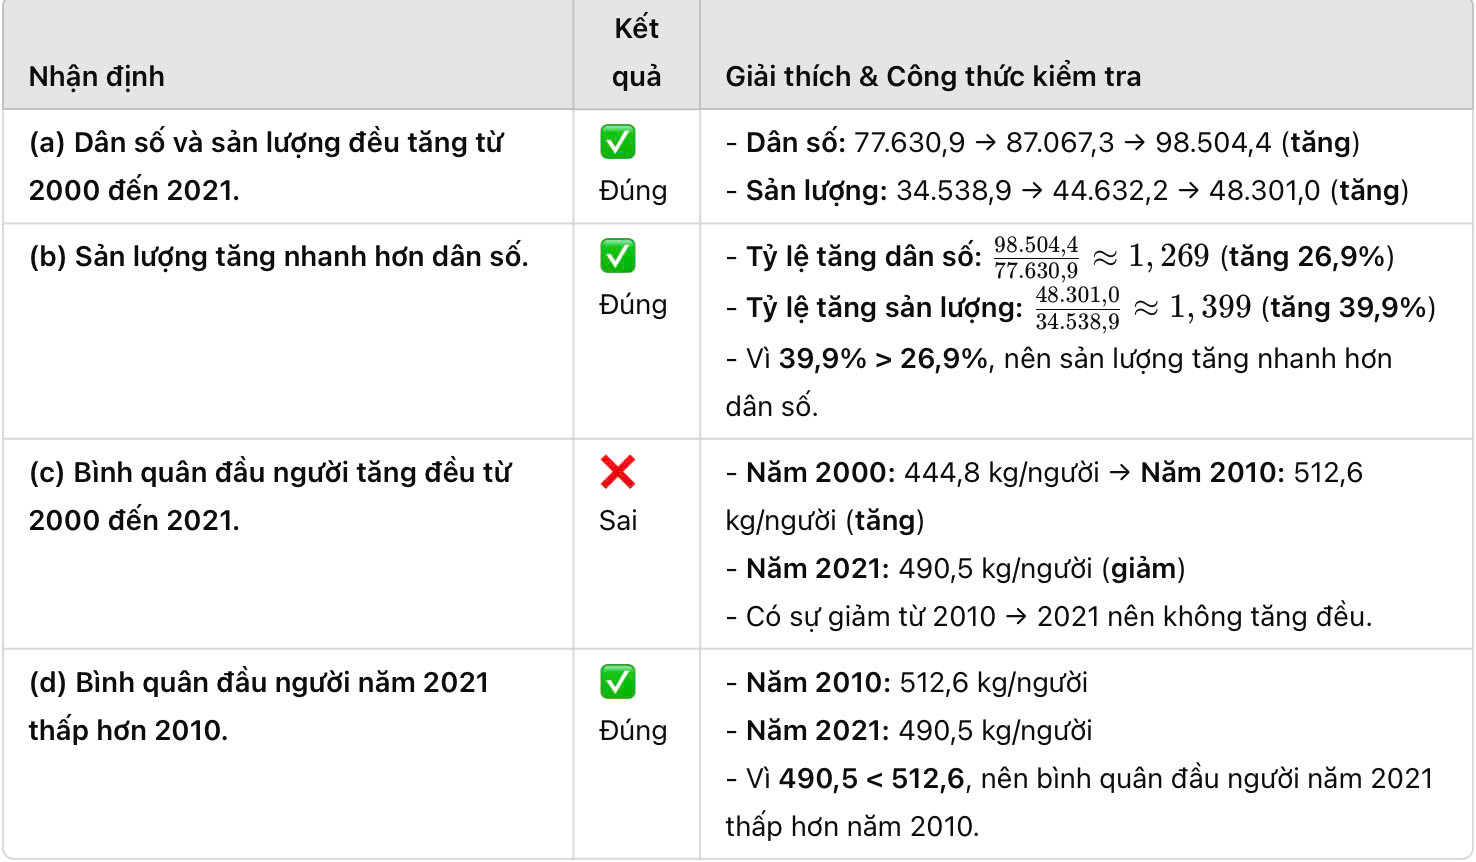 Nhận định
Kết
quả
Giải thích & Công thức kiểm tra
(a) Dân số và sản lượng đều tăng từ
2000 đến 2021.
✅
Đúng
- Dân số: 77.630,9 → 87.067,3 → 98.504,4 (tăng)
- Sản lượng: 34.538,9 → 44.632,2 → 48.301,0 (tăng)
(b) Sản lượng tăng nhanh hơn dân số.
✅
Đúng
- Tỷ lệ tăng dân số: 98.504,4/77.630,9 ≈ 1,269 (tăng 26,9%)
- Tỷ lệ tăng sản lượng: 48.301,0/34.538,9 ≈ 1,399 (tăng 39,9%)
- Vì 39,9% > 26,9%, nên sản lượng tăng nhanh hơn
dân số.
(c) Bình quân đầu người tăng đều từ
2000 đến 2021.
❌
Sai
- Năm 2000: 444,8 kg/người → Năm 2010: 512,6
kg/người (tăng)
- Năm 2021: 490,5 kg/người (giảm)
- Có sự giảm từ 2010 → 2021 nên không tăng đều.
(d) Bình quân đầu người năm 2021
thấp hơn 2010.
✅
Đúng
- Năm 2010: 512,6 kg/người
- Năm 2021: 490,5 kg/người
- Vì 490,5 < 512,6, nên bình quân đầu người năm 2021
thấp hơn năm 2010.